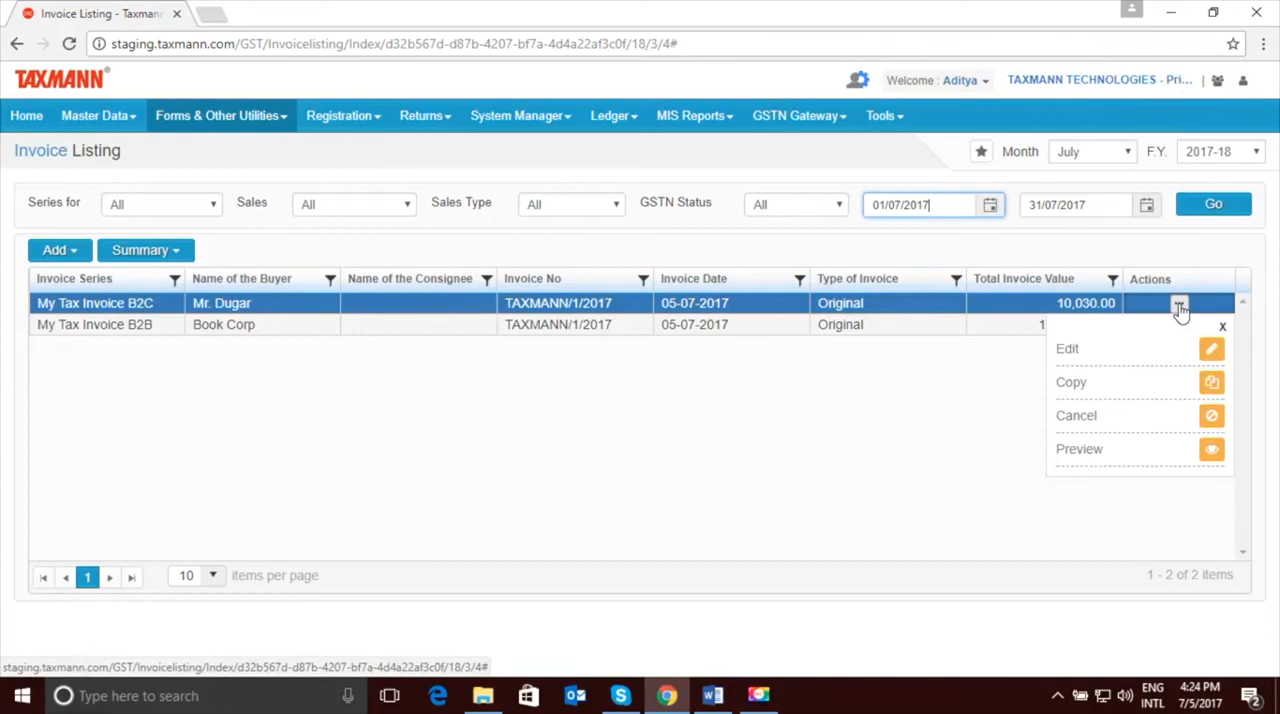 Invoice Listing - Taxmann
staging.taxmann.com/GST/Invoicelisting/Index/d32b567d-d87b-4207-bf7a-4d4a22af3c0f/18/3/4#
TAXMANN® Welcome : Aditya TAXMANN TECHNOLOGIES - Pri...
Home Master Data Forms & Other Utilities Registration Returns System Manager Ledger MIS Reports GSTN Gateway Tools
Invoice Listing Month July F.Y. 2017-18
Series for All Sales All Sales Type All GSTN Status All 01/07/2017 31/07/2017 Go
Add Summary
Invoice Series Name of the Buyer Name of the Consignee Invoice No Invoice Date Type of Invoice Total Invoice Value Actions
My Tax Invoice B2C Mr. Dugar TAXMANN/1/2017 05-07-2017 Original 10,030.00
My Tax Invoice B2B Book Corp TAXMANN/1/2017 05-07-2017 Original 1
x
Edit
Copy
Cancel
Preview
1 10 items per page 1 - 2 of 2 items
staging.taxmann.com/GST/Invoicelisting/Index/d32b567d-d87b-4207-bf7a-4d4a22af3c0f/18/3/4#
Type here to search ENG 4:24 PM
INTL 7/5/2017 2